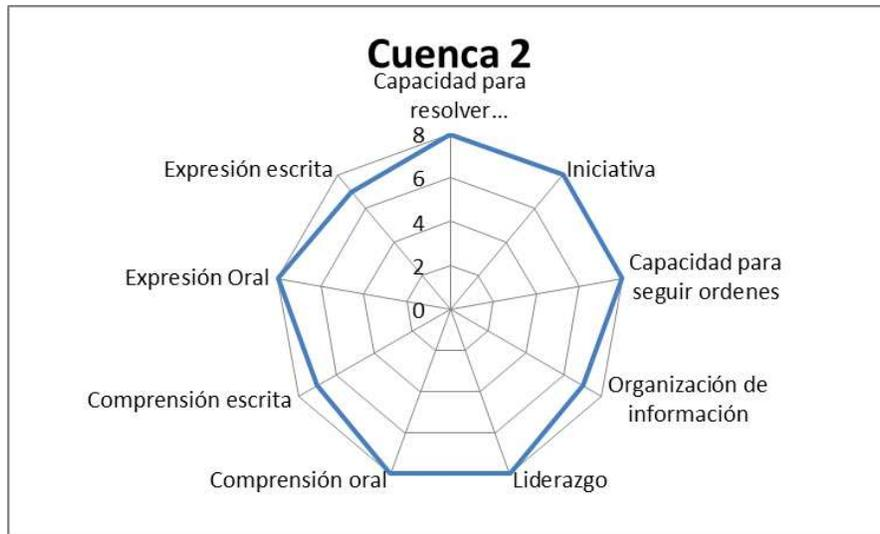 Cuenca 2
Capacidad para
resolver...
Iniciativa
Capacidad para
seguir ordenes
Organización de
información
Liderazgo
Comprensión oral
Comprensión escrita
Expresión Oral
Expresión escrita
8
6
4
2
0